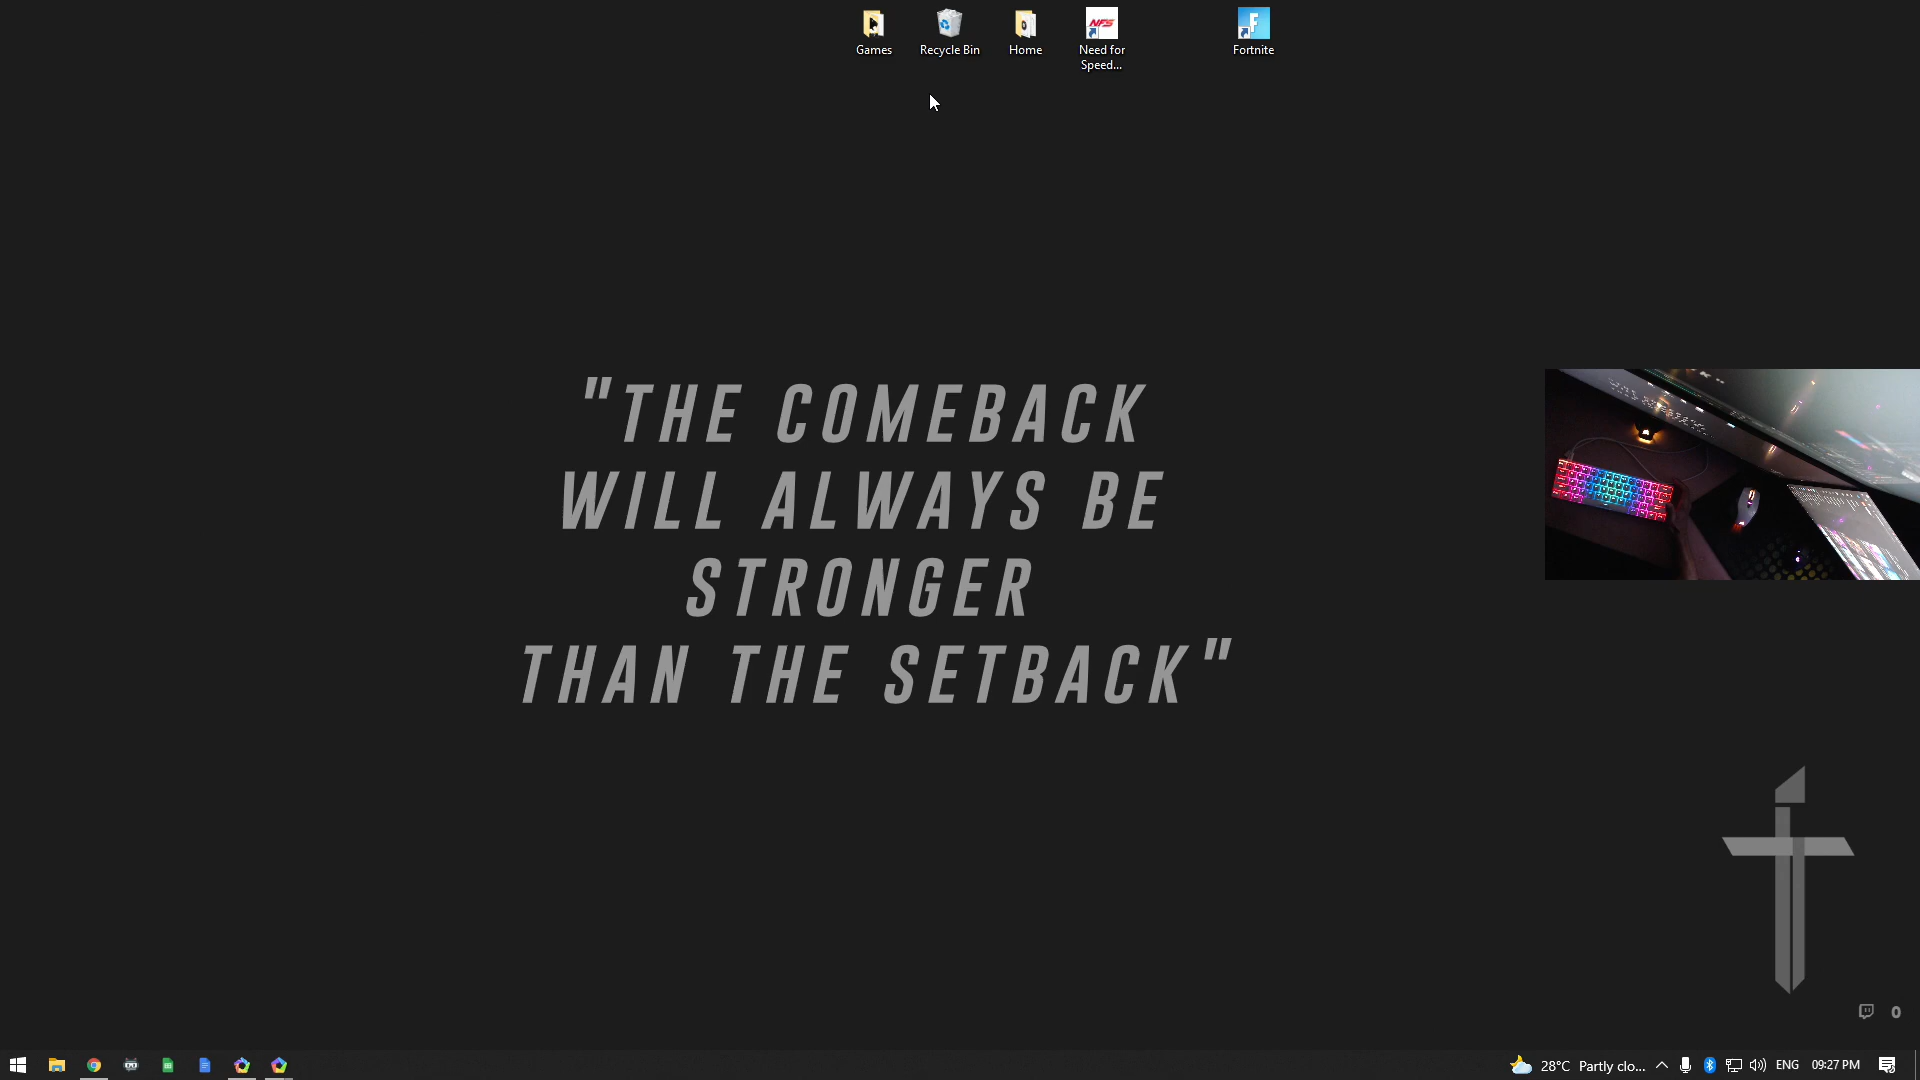 Games
Recycle Bin
Home
NFS
Need for
Speed...
F
Fortnite
"THE COMEBACK
WILL ALWAYS BE
STRONGER
THAN THE SETBACK"
0
28°C Partly clo...
ENG
09:27 PM